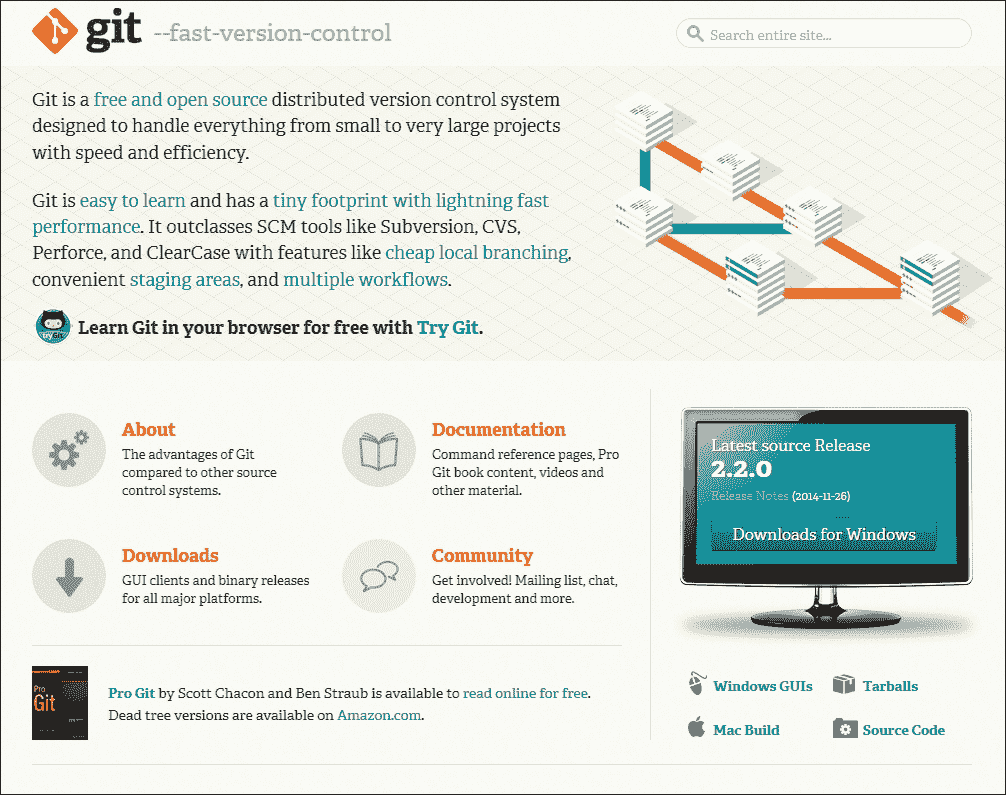 git --fast-version-control
Search entire site...
Git is a free and open source distributed version control system
designed to handle everything from small to very large projects
with speed and efficiency.
Git is easy to learn and has a tiny footprint with lightning fast
performance. It outclasses SCM tools like Subversion, CVS,
Perforce, and ClearCase with features like cheap local branching,
convenient staging areas, and multiple workflows.
TryGit
Learn Git in your browser for free with Try Git.
About
The advantages of Git
compared to other source
control systems.
Documentation
Command reference pages, Pro
Git book content, videos and
other material.
Downloads
GUI clients and binary releases
for all major platforms.
Community
Get involved! Mailing list, chat,
development and more.
Latest source Release
2.2.0
Release Notes (2014-11-26)
Downloads for Windows
Pro
Git
Pro Git by Scott Chacon and Ben Straub is available to read online for free.
Dead tree versions are available on Amazon.com.
Windows GUIs
Tarballs
Mac Build
Source Code